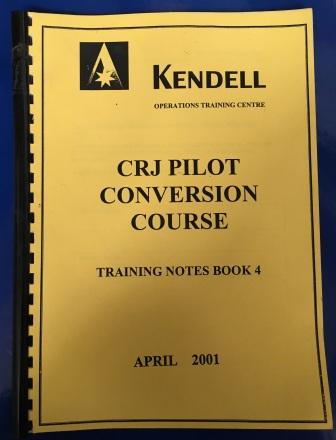 KENDELL
OPERATIONS TRAINING CENTRE
CRJ PILOT
CONVERSION
COURSE
TRAINING NOTES BOOK 4
APRIL 2001